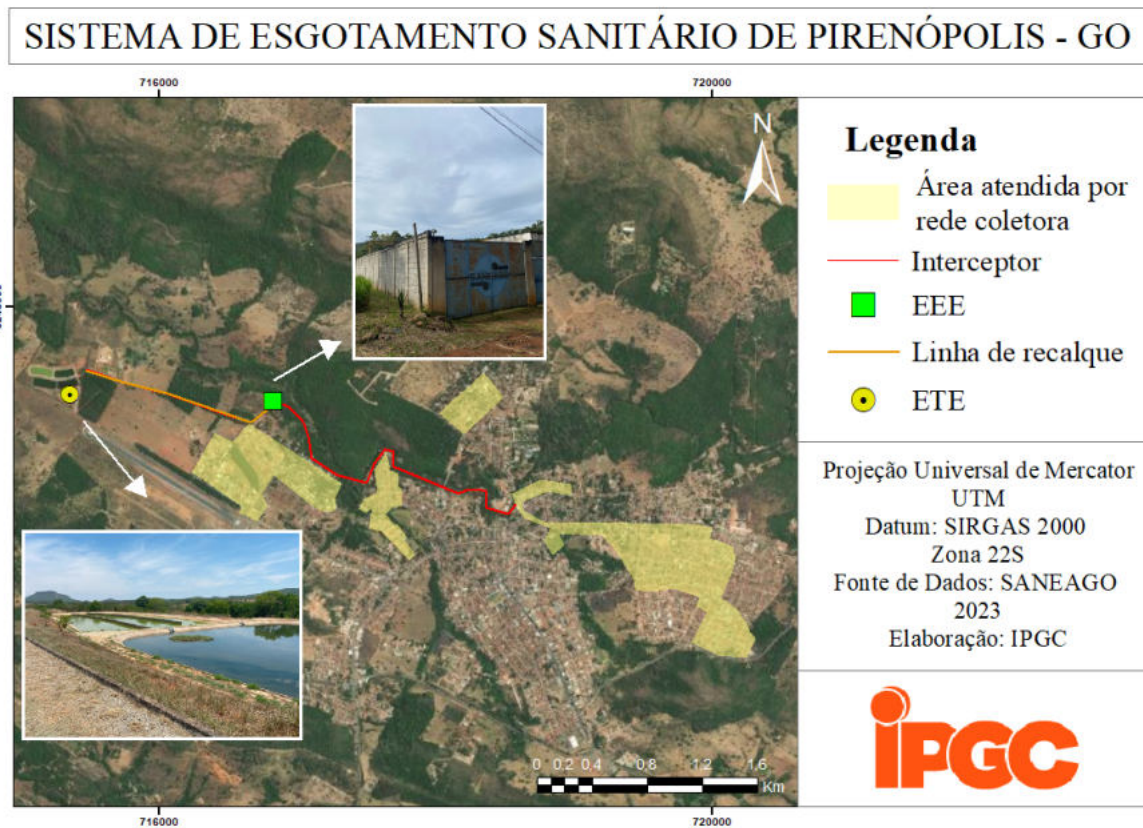 SISTEMA DE ESGOTAMENTO SANITÁRIO DE PIRENÓPOLIS - GO
716000
720000
N
Legenda
Área atendida por
rede coletora
Interceptor
EEE
Linha de recalque
ETE
Projeção Universal de Mercator
UTM
Datum: SIRGAS 2000
Zona 22S
Fonte de Dados: SANEAGO
2023
Elaboração: IPGC
0 0.2 0.4 0.8 1.2 1.6
Km
IPGC
716000
720000